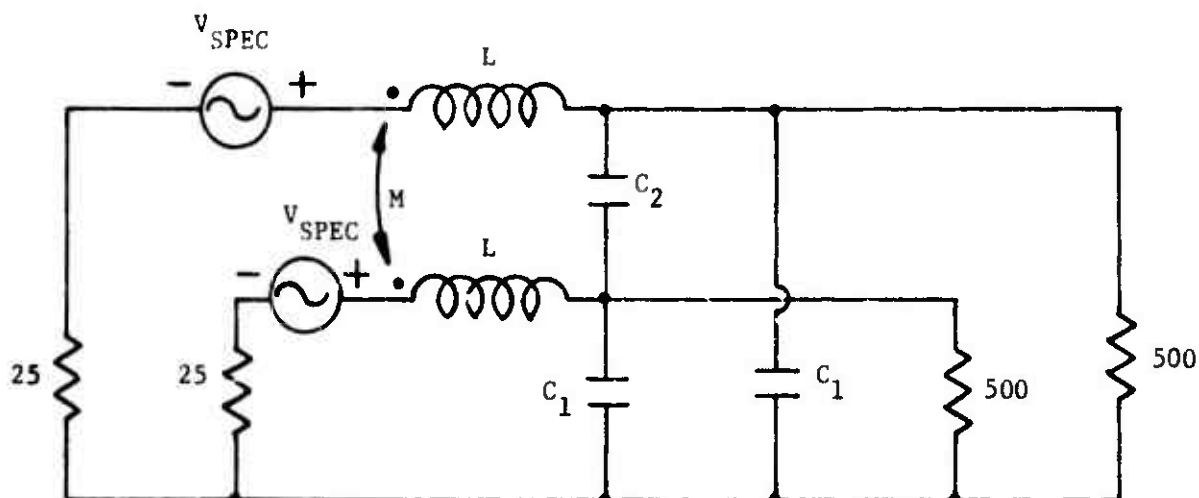 V_SPEC
- +
L
C_2
M
V_SPEC
- +
L
25
25
C_1
C_1
500
500